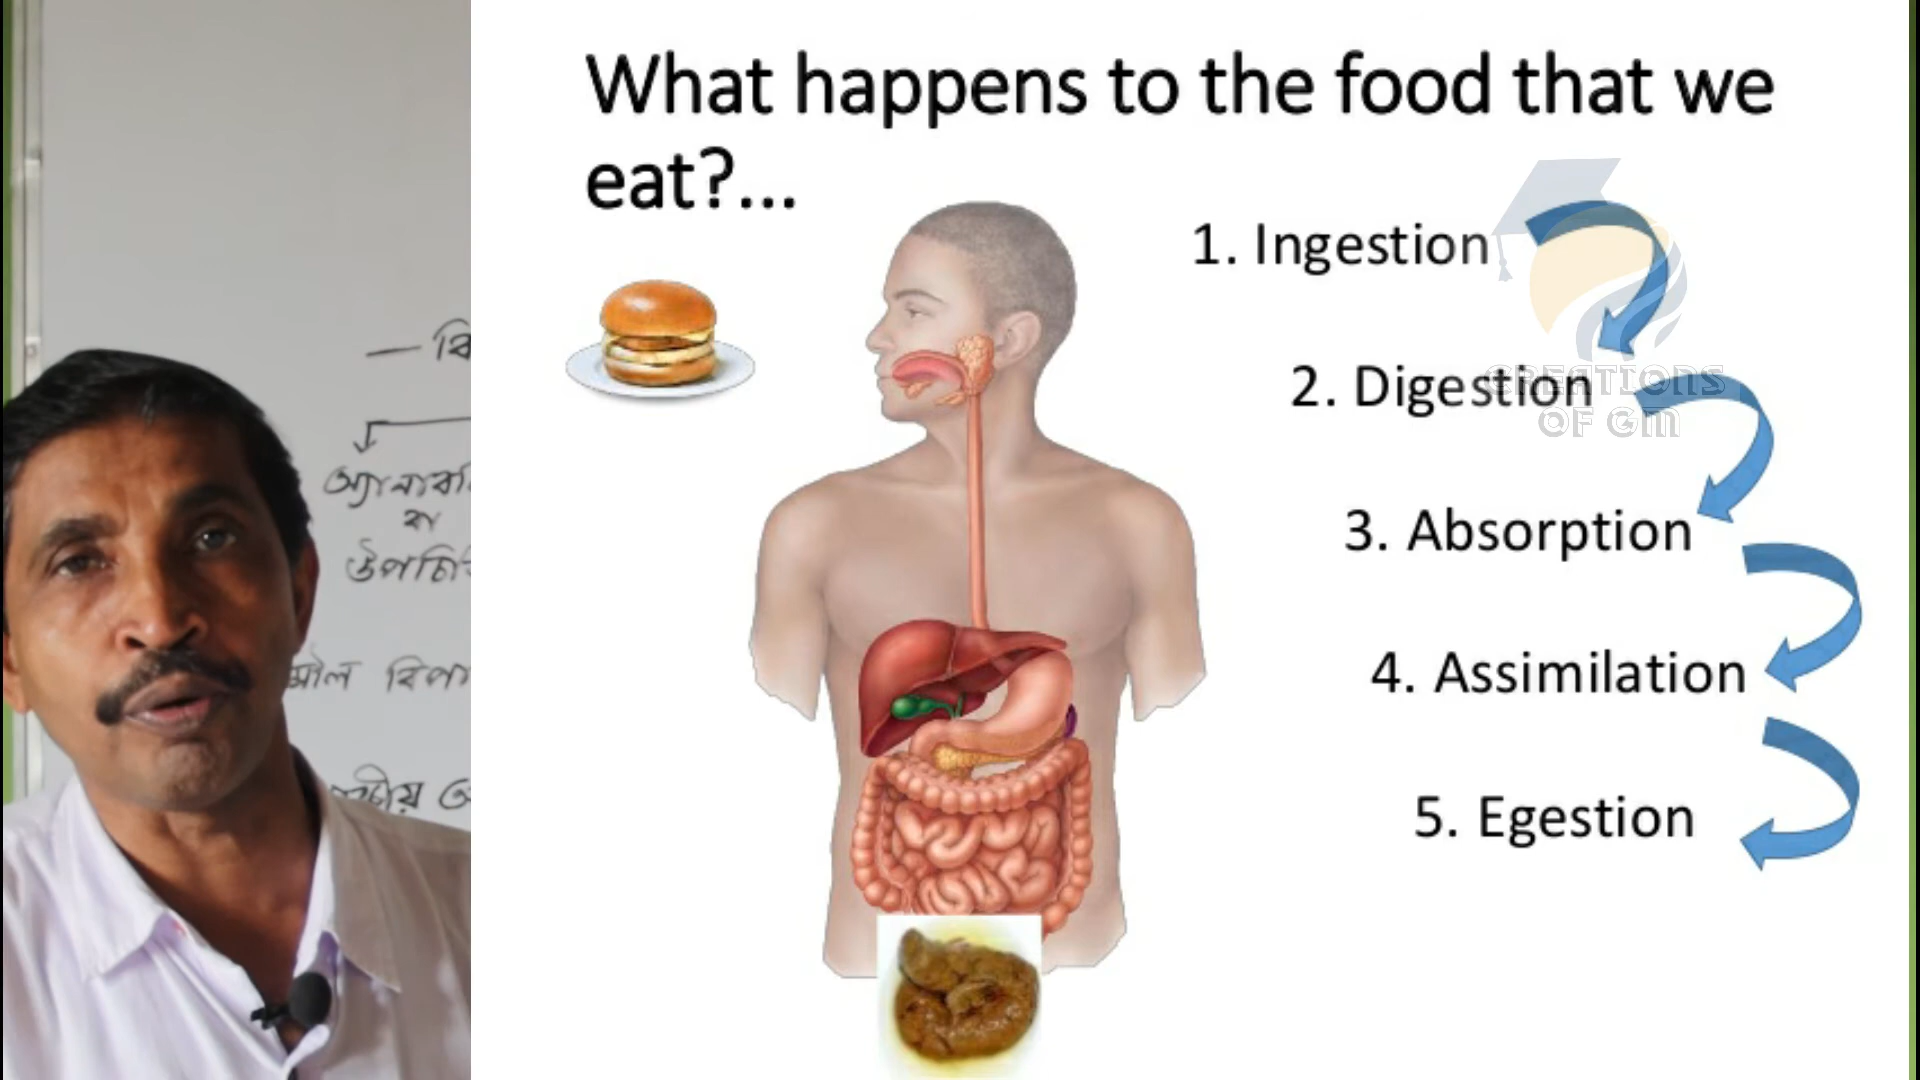 What happens to the food that we
eat?...
1. Ingestion
2. Digestion
3. Absorption
4. Assimilation
5. Egestion
CREATIONS
OF GM
বা